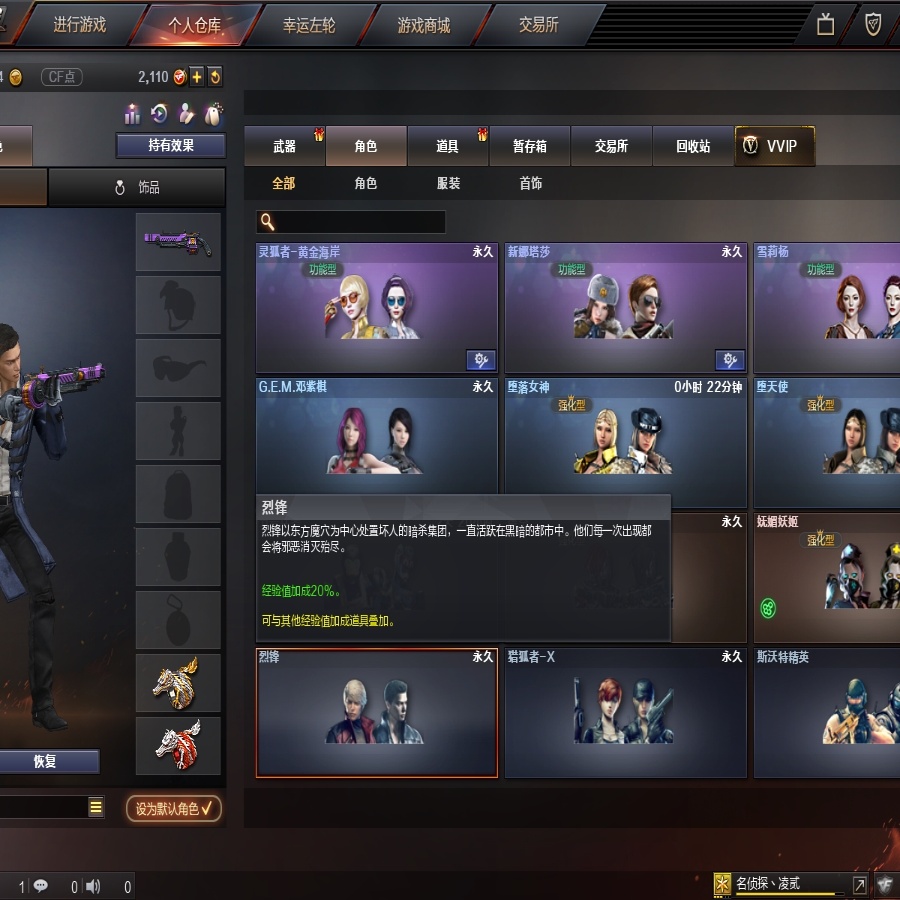 进行游戏
个人仓库
幸运左轮
游戏商城
交易所
4
CF点
2,110
持有效果
饰品
武器
角色
道具
暂存箱
交易所
回收站
VVIP
全部
角色
服装
首饰
灵狐者-黄金海岸
永久
功能型
新娜塔莎
永久
功能型
雪莉杨
功能型
G.E.M.邓紫棋
永久
堕落女神
0小时 22分钟
强化型
堕天使
强化型
永久
妩媚妖姬
强化型
烈锋
烈锋以东方魔穴为中心处置坏人的暗杀集团，一直活跃在黑暗的都市中。他们每一次出现都
会将邪恶消灭殆尽。
经验值加成20%。
可与其他经验值加成道具叠加。
烈锋
永久
猎狐者-X
永久
斯沃特精英
恢复
设为默认角色
1
0
0
名侦探丶凌贰